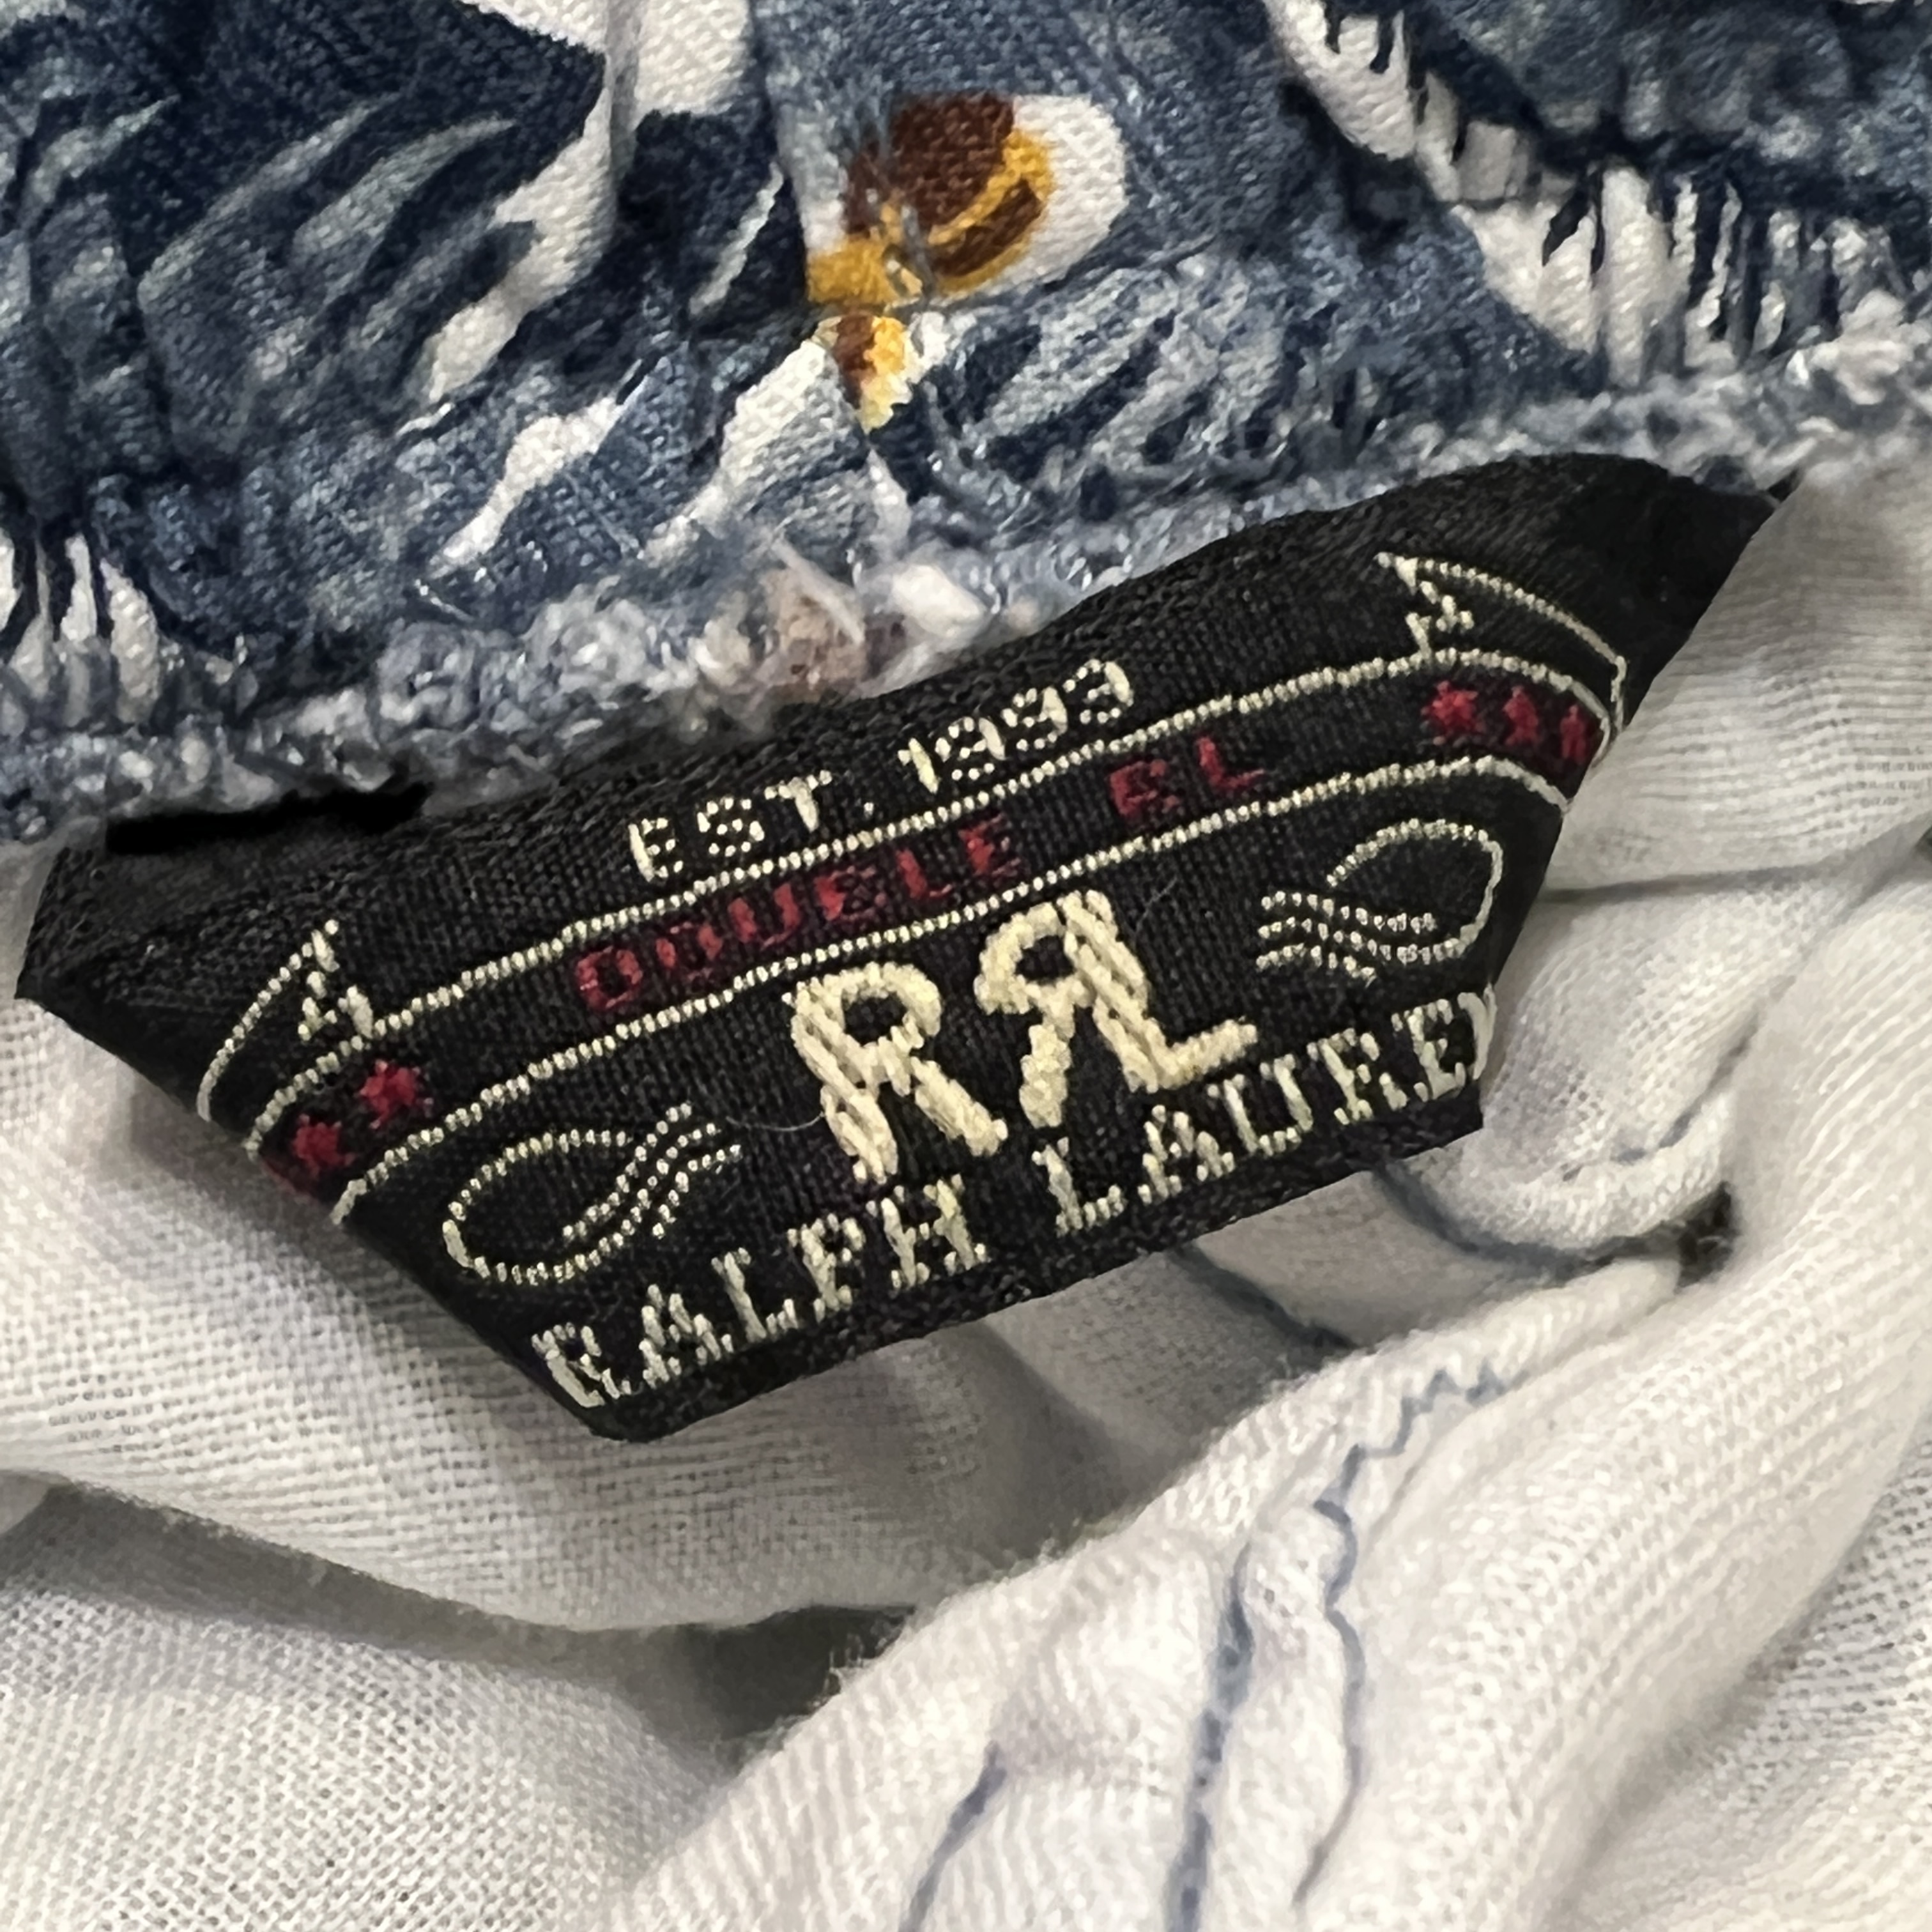 EST. 1993
DOUBLE RL
RRL
RALPH LAUREN